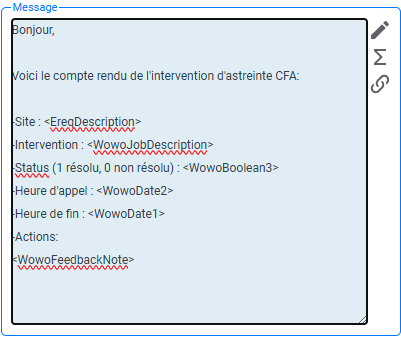 Message
Bonjour,
Voici le compte rendu de l'intervention d'astreinte CFA:
-Site : <EreqDescription>
-Intervention : <WowoJobDescription>
-Status (1 résolu, 0 non résolu) : <WowoBoolean3>
-Heure d'appel : <WowoDate2>
-Heure de fin : <WowoDate1>
-Actions:
<WowoFeedbackNote>